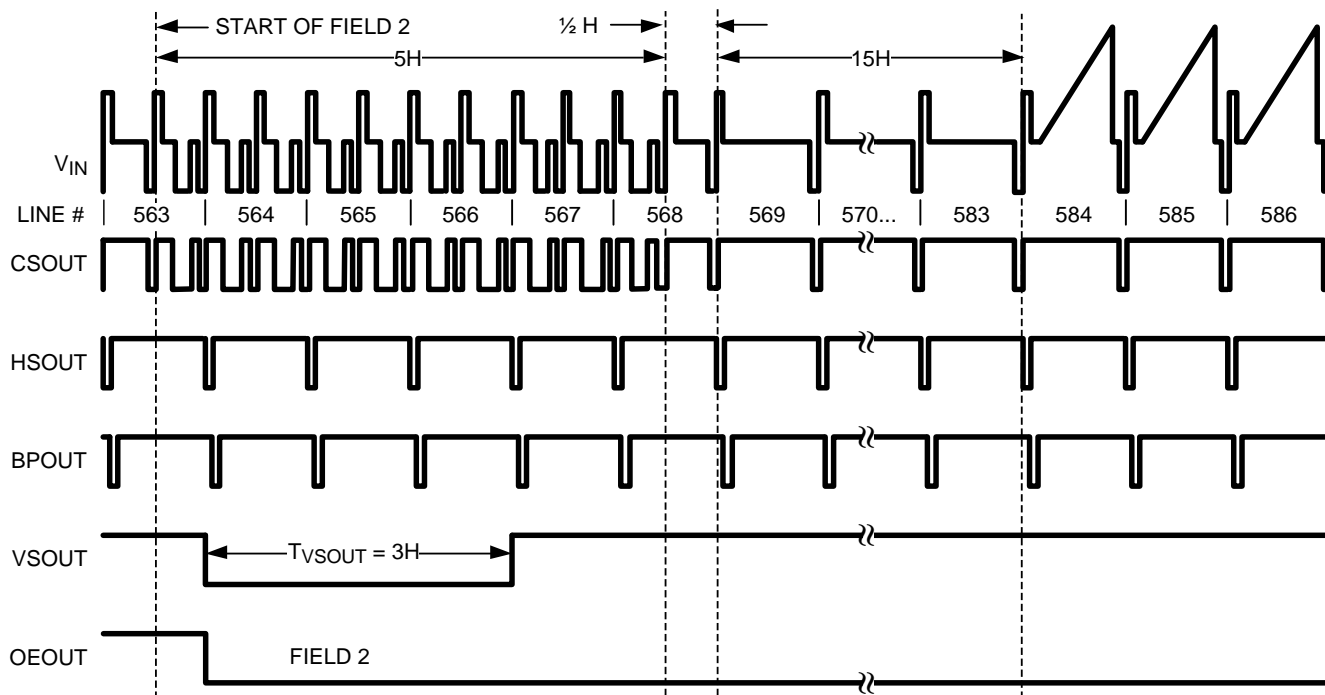 START OF FIELD 2
½ H
5H
15H
VIN
LINE # 563 564 565 566 567 568 569 570... 583 584 585 586
CSOUT
HSOUT
BPOUT
VSOUT
TVSOUT = 3H
OEOUT
FIELD 2